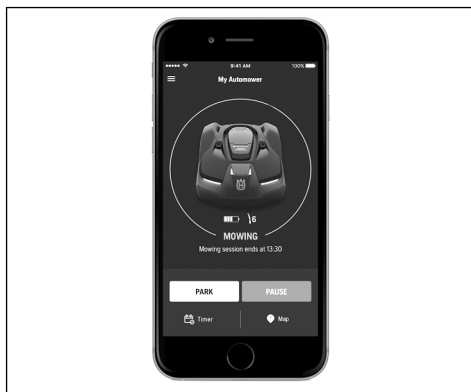 9:41 AM 100%
My Automower
6
MOWING
Mowing session ends at 13:30
PARK PAUSE
Timer Map